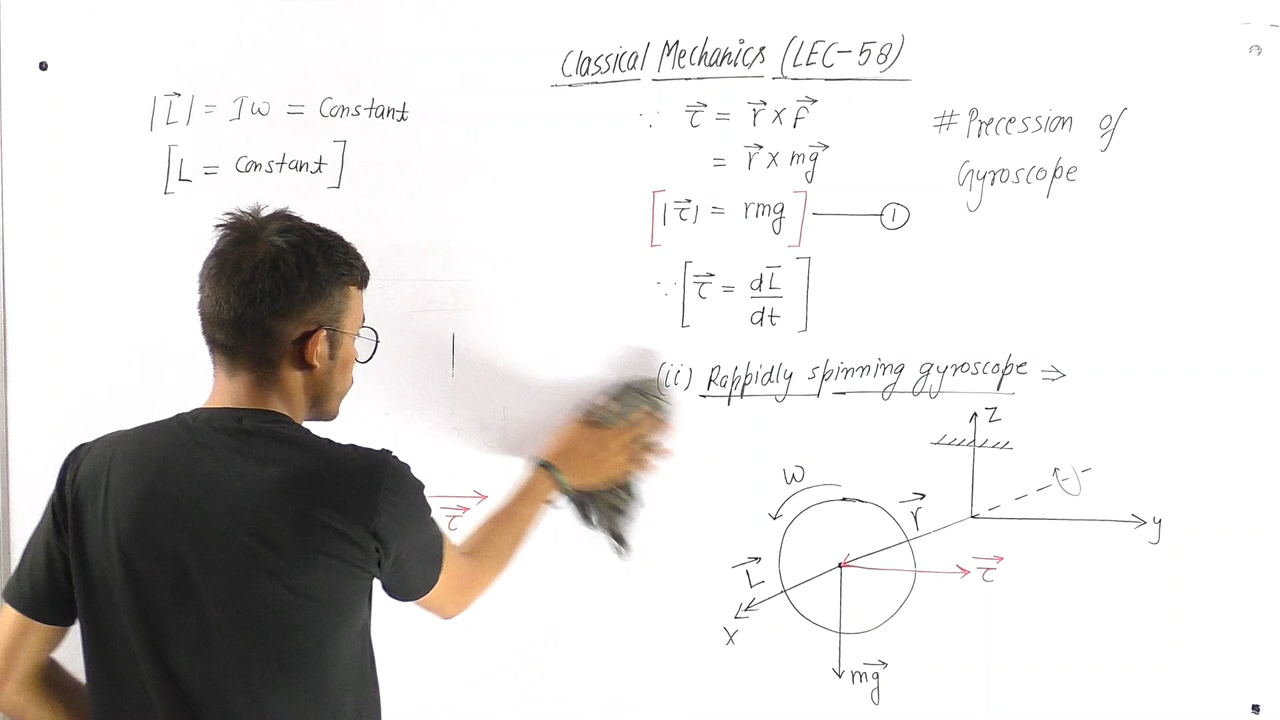 Classical Mechanics (LEC-58)
|L⃗| = Iω = Constant
[L = Constant]
∵ τ⃗ = r⃗ × F⃗
= r⃗ × mg⃗
[|τ⃗| = rmg] ——— ①
∵ [τ⃗ = dL̄/dt]
# Precession of
Gyroscope
(ii) Rappidly spinning gyroscope ⇒
Z
ω
r⃗
y
τ⃗
L⃗
X
mg⃗
τ⃗